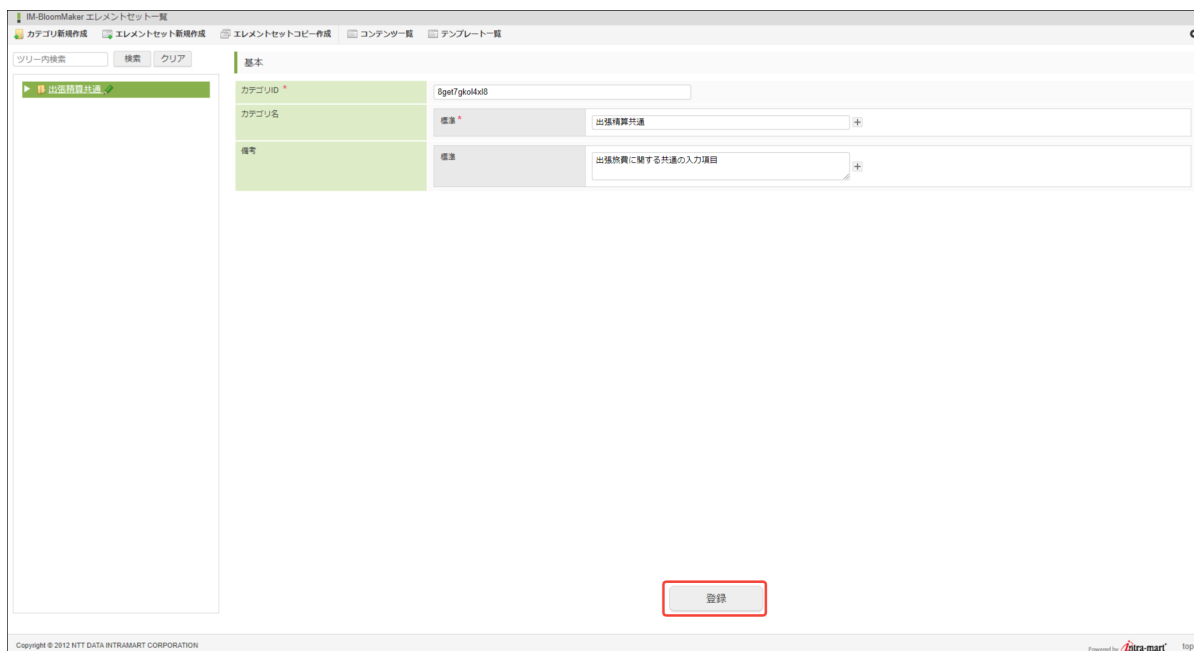 IM-BloomMaker エレメントセット一覧
カテゴリ新規作成 エレメントセット新規作成 エレメントセットコピー作成 コンテンツ一覧 テンプレート一覧
ツリー内検索 検索 クリア
基本
出張精算共通
カテゴリID * 8get7gkol4xl8
カテゴリ名 標準 * 出張精算共通
備考 標準 出張旅費に関する共通の入力項目
登録
Copyright © 2012 NTT DATA INTRAMART CORPORATION
Powered by intra-mart top